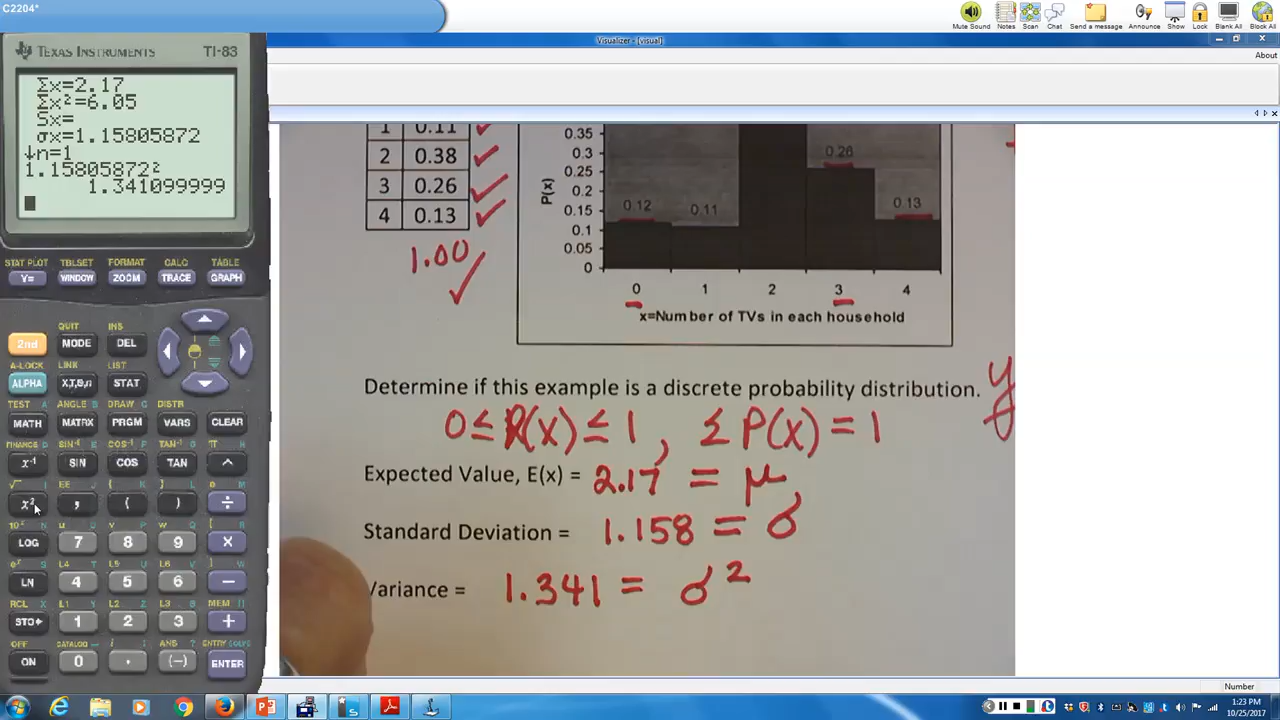 C2204*
Mute Sound Notes Scan Chat Send a message Announce Show Lock Blank All Block All
Visualizer - [visual]
About
TEXAS INSTRUMENTS TI-83
Σx=2.17
Σx²=6.05
Sx=
σx=1.15805872
↓n=1
1.15805872²
1.341099999
STAT PLOT TBLSET FORMAT CALC TABLE
Y= WINDOW ZOOM TRACE GRAPH
QUIT INS
2nd MODE DEL
A-LOCK LINK LIST
ALPHA X,T,θ,n STAT
TEST A ANGLE B DRAW C DISTR
MATH MATRX PRGM VARS CLEAR
FINANCE D SIN⁻¹ E COS⁻¹ F TAN⁻¹ G π H
x⁻¹ SIN COS TAN ^
√ I EE J { K } L e M
x² , ( ) ÷
10ˣ N u O v P w Q [ R
LOG 7 8 9 ×
eˣ S L4 T L5 U L6 V ] W
LN 4 5 6 −
RCL X L1 Y L2 Z L3 θ MEM "
STO► 1 2 3 +
OFF CATALOG i : ANS ? ENTRY SOLVE
ON 0 . (−) ENTER
1 0.11
2 0.38
3 0.26
4 0.13
1.00
P(x)
0.35
0.3
0.25
0.2
0.15
0.1
0.05
0
0.12 0.11 0.26 0.13
0 1 2 3 4
x=Number of TVs in each household
Determine if this example is a discrete probability distribution. y
0≤P(x)≤1, ΣP(x)=1
Expected Value, E(x) = 2.17 = μ
Standard Deviation = 1.158 = σ
Variance = 1.341 = σ²
Number
1:23 PM
10/25/2017